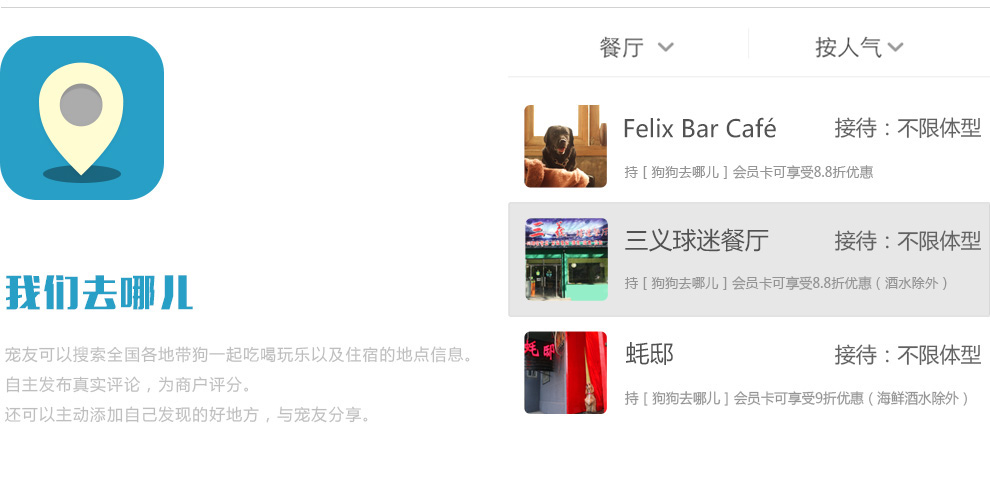 我们去哪儿
宠友可以搜索全国各地带狗一起吃喝玩乐以及住宿的地点信息。
自主发布真实评论，为商户评分。
还可以主动添加自己发现的好地方，与宠友分享。
餐厅 按人气
Felix Bar Café 接待：不限体型
持［狗狗去哪儿］会员卡可享受8.8折优惠
三义球迷餐厅 接待：不限体型
持［狗狗去哪儿］会员卡可享受8.8折优惠（酒水除外）
蚝邸 接待：不限体型
蚝邸
持［狗狗去哪儿］会员卡可享受9折优惠（海鲜酒水除外）